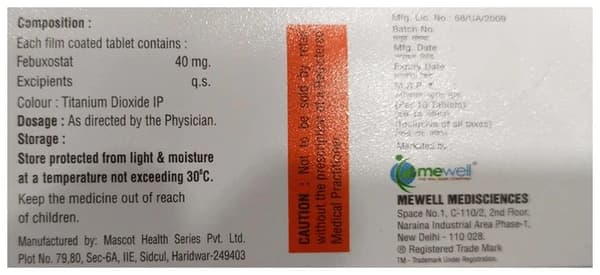 Composition :
Each film coated tablet contains :
Febuxostat 40 mg.
Excipients q.s.
Colour : Titanium Dioxide IP
Dosage : As directed by the Physician.
Storage :
Store protected from light & moisture
at a temperature not exceeding 30°C.
Keep the medicine out of reach
of children.
Manufactured by: Mascot Health Series Pvt. Ltd.
Plot No. 79,80, Sec-6A, IIE, Sidcul, Haridwar-249403
CAUTION : Not to be sold by retail
without the prescription of a Registered
Medical Practitioner
Mfg. Lic. No.: 68/UA/2009
Batch No.
Mfg. Date
Expiry Date
M.R.P. ₹
(Per 10 Tablets)
(Inclusive of all taxes)
Marketed by
mewell
MEWELL MEDISCIENCES
Space No.1, C-110/2, 2nd Floor,
Naraina Industrial Area Phase-1,
New Delhi - 110 028.
® Registered Trade Mark
TM - Trademark Under Registration.